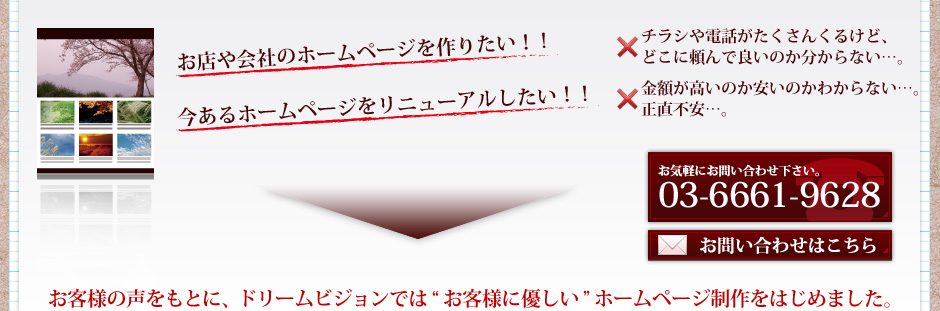 お店や会社のホームページを作りたい！！
今あるホームページをリニューアルしたい！！
チラシや電話がたくさんくるけど、
どこに頼んで良いのか分からない…。
金額が高いのか安いのかわからない…。
正直不安…。
お気軽にお問い合わせ下さい。
03-6661-9628
お問い合わせはこちら
お客様の声をもとに、ドリームビジョンでは“お客様に優しい”ホームページ制作をはじめました。